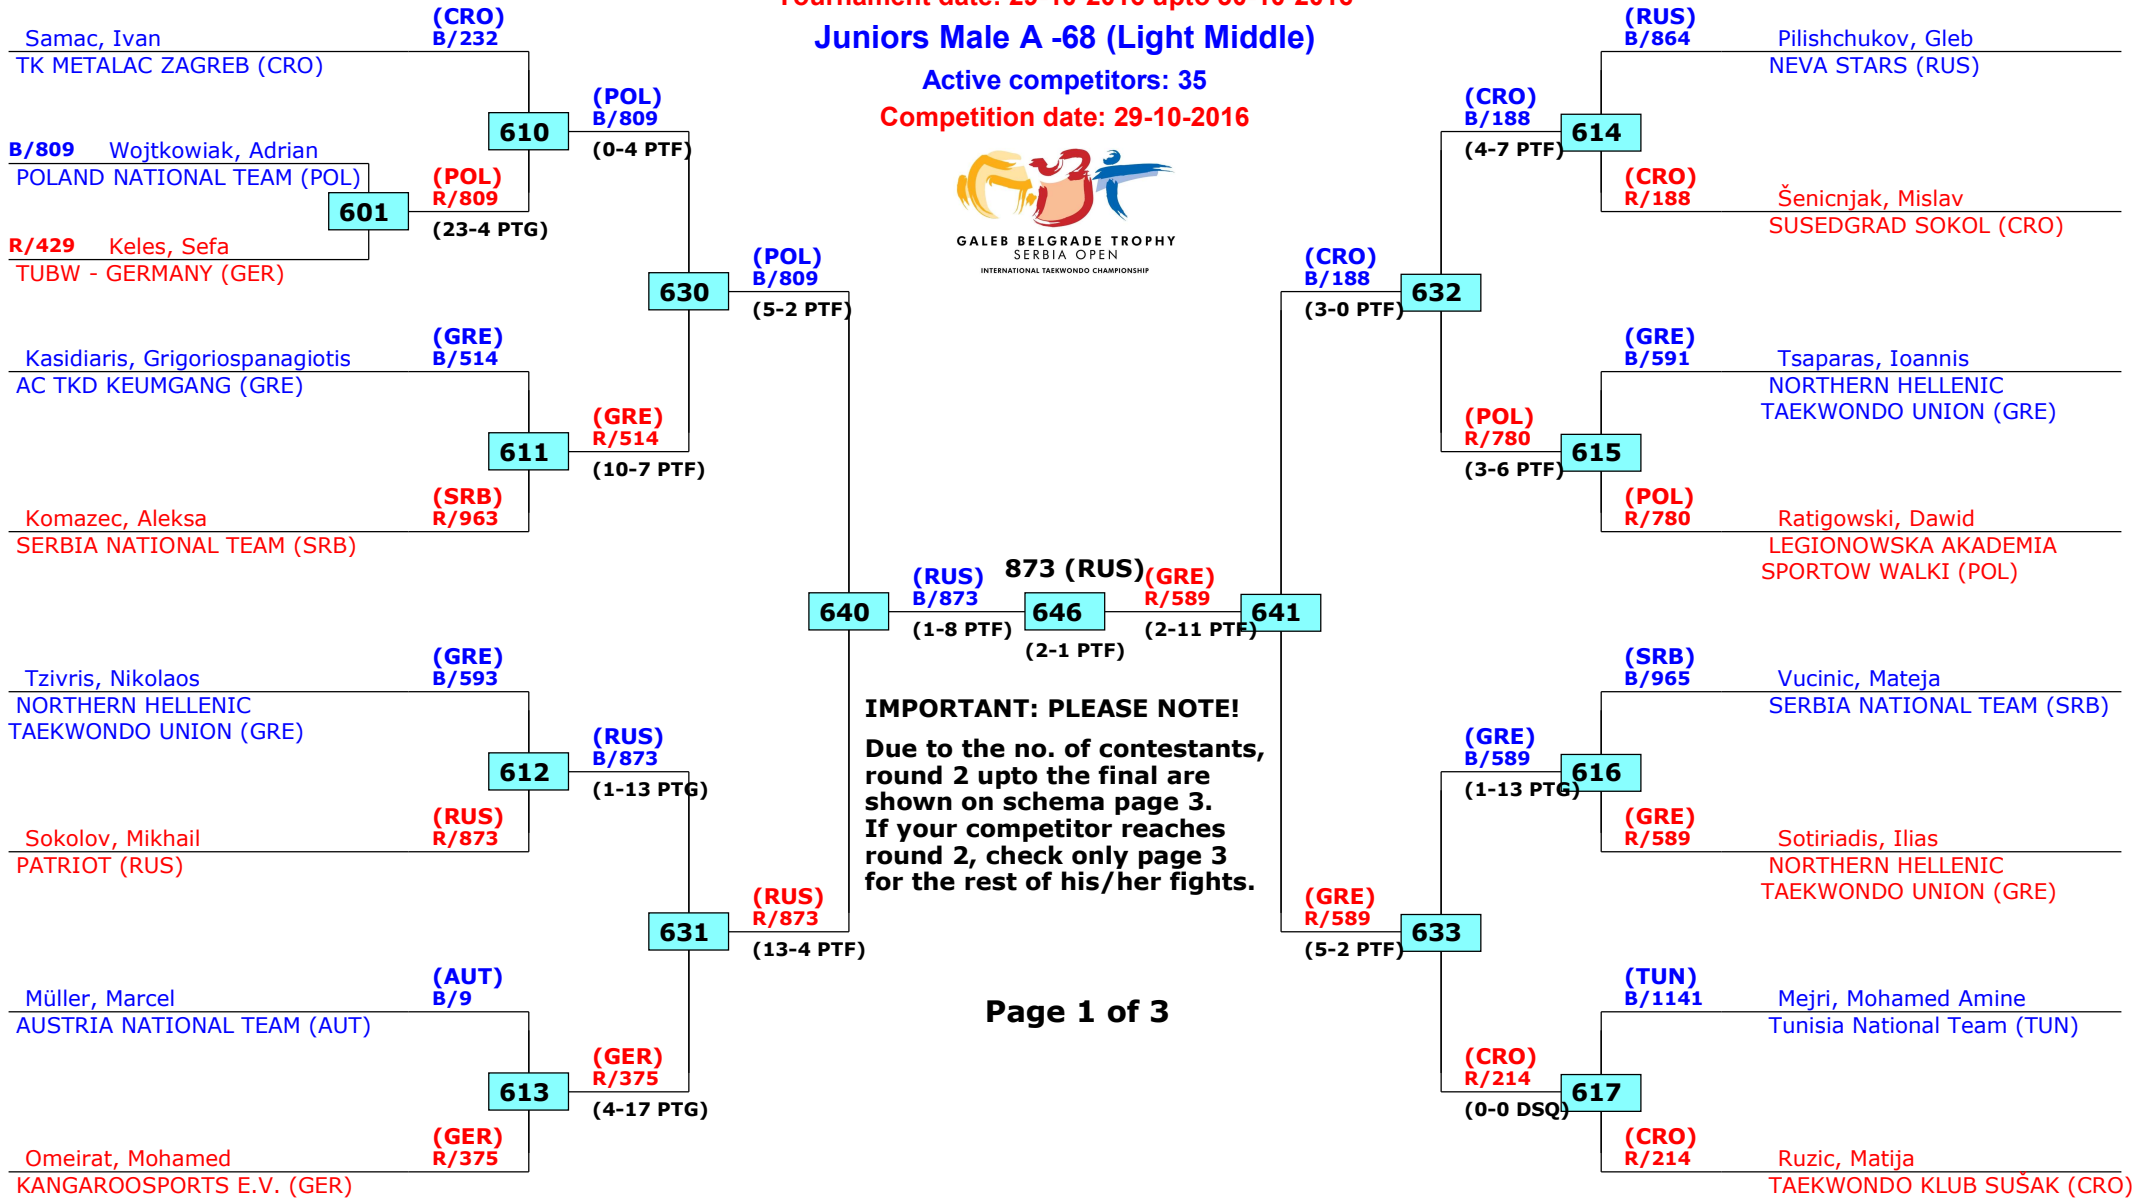 Tournament date: 29-10-2016 upto 30-10-2016
Juniors Male A -68 (Light Middle)
Active competitors: 35
Competition date: 29-10-2016
GALEB BELGRADE TROPHY
SERBIA OPEN
INTERNATIONAL TAEKWONDO CHAMPIONSHIP
Samac, Ivan
(CRO)
B/232
TK METALAC ZAGREB (CRO)
610
(POL)
B/809
(0-4 PTF)
B/809 Wojtkowiak, Adrian
POLAND NATIONAL TEAM (POL)
601
(POL)
R/809
(23-4 PTG)
R/429 Keles, Sefa
TUBW - GERMANY (GER)
630
(POL)
B/809
(5-2 PTF)
Kasidiaris, Grigoriospanagiotis
(GRE)
B/514
AC TKD KEUMGANG (GRE)
611
(GRE)
R/514
(10-7 PTF)
Komazec, Aleksa
(SRB)
R/963
SERBIA NATIONAL TEAM (SRB)
640
(RUS)
B/873
(1-8 PTF)
873 (RUS)
646
(2-1 PTF)
(GRE)
R/589
(2-11 PTF)
641
Tzivris, Nikolaos
(GRE)
B/593
NORTHERN HELLENIC
TAEKWONDO UNION (GRE)
612
(RUS)
B/873
(1-13 PTG)
Sokolov, Mikhail
(RUS)
R/873
PATRIOT (RUS)
631
(RUS)
R/873
(13-4 PTF)
Müller, Marcel
(AUT)
B/9
AUSTRIA NATIONAL TEAM (AUT)
613
(GER)
R/375
(4-17 PTG)
Omeirat, Mohamed
(GER)
R/375
KANGAROOSPORTS E.V. (GER)
IMPORTANT: PLEASE NOTE!
Due to the no. of contestants,
round 2 upto the final are
shown on schema page 3.
If your competitor reaches
round 2, check only page 3
for the rest of his/her fights.
Page 1 of 3
(RUS)
B/864
Pilishchukov, Gleb
NEVA STARS (RUS)
(CRO)
B/188
(4-7 PTF)
614
(CRO)
R/188
Šenicnjak, Mislav
SUSEDGRAD SOKOL (CRO)
(CRO)
B/188
(3-0 PTF)
632
(GRE)
B/591
Tsaparas, Ioannis
NORTHERN HELLENIC
TAEKWONDO UNION (GRE)
(POL)
R/780
(3-6 PTF)
615
(POL)
R/780
Ratigowski, Dawid
LEGIONOWSKA AKADEMIA
SPORTOW WALKI (POL)
(SRB)
B/965
Vucinic, Mateja
SERBIA NATIONAL TEAM (SRB)
(GRE)
B/589
(1-13 PTG)
616
(GRE)
R/589
Sotiriadis, Ilias
NORTHERN HELLENIC
TAEKWONDO UNION (GRE)
(GRE)
R/589
(5-2 PTF)
633
(TUN)
B/1141
Mejri, Mohamed Amine
Tunisia National Team (TUN)
(CRO)
R/214
(0-0 DSQ)
617
(CRO)
R/214
Ruzic, Matija
TAEKWONDO KLUB SUŠAK (CRO)